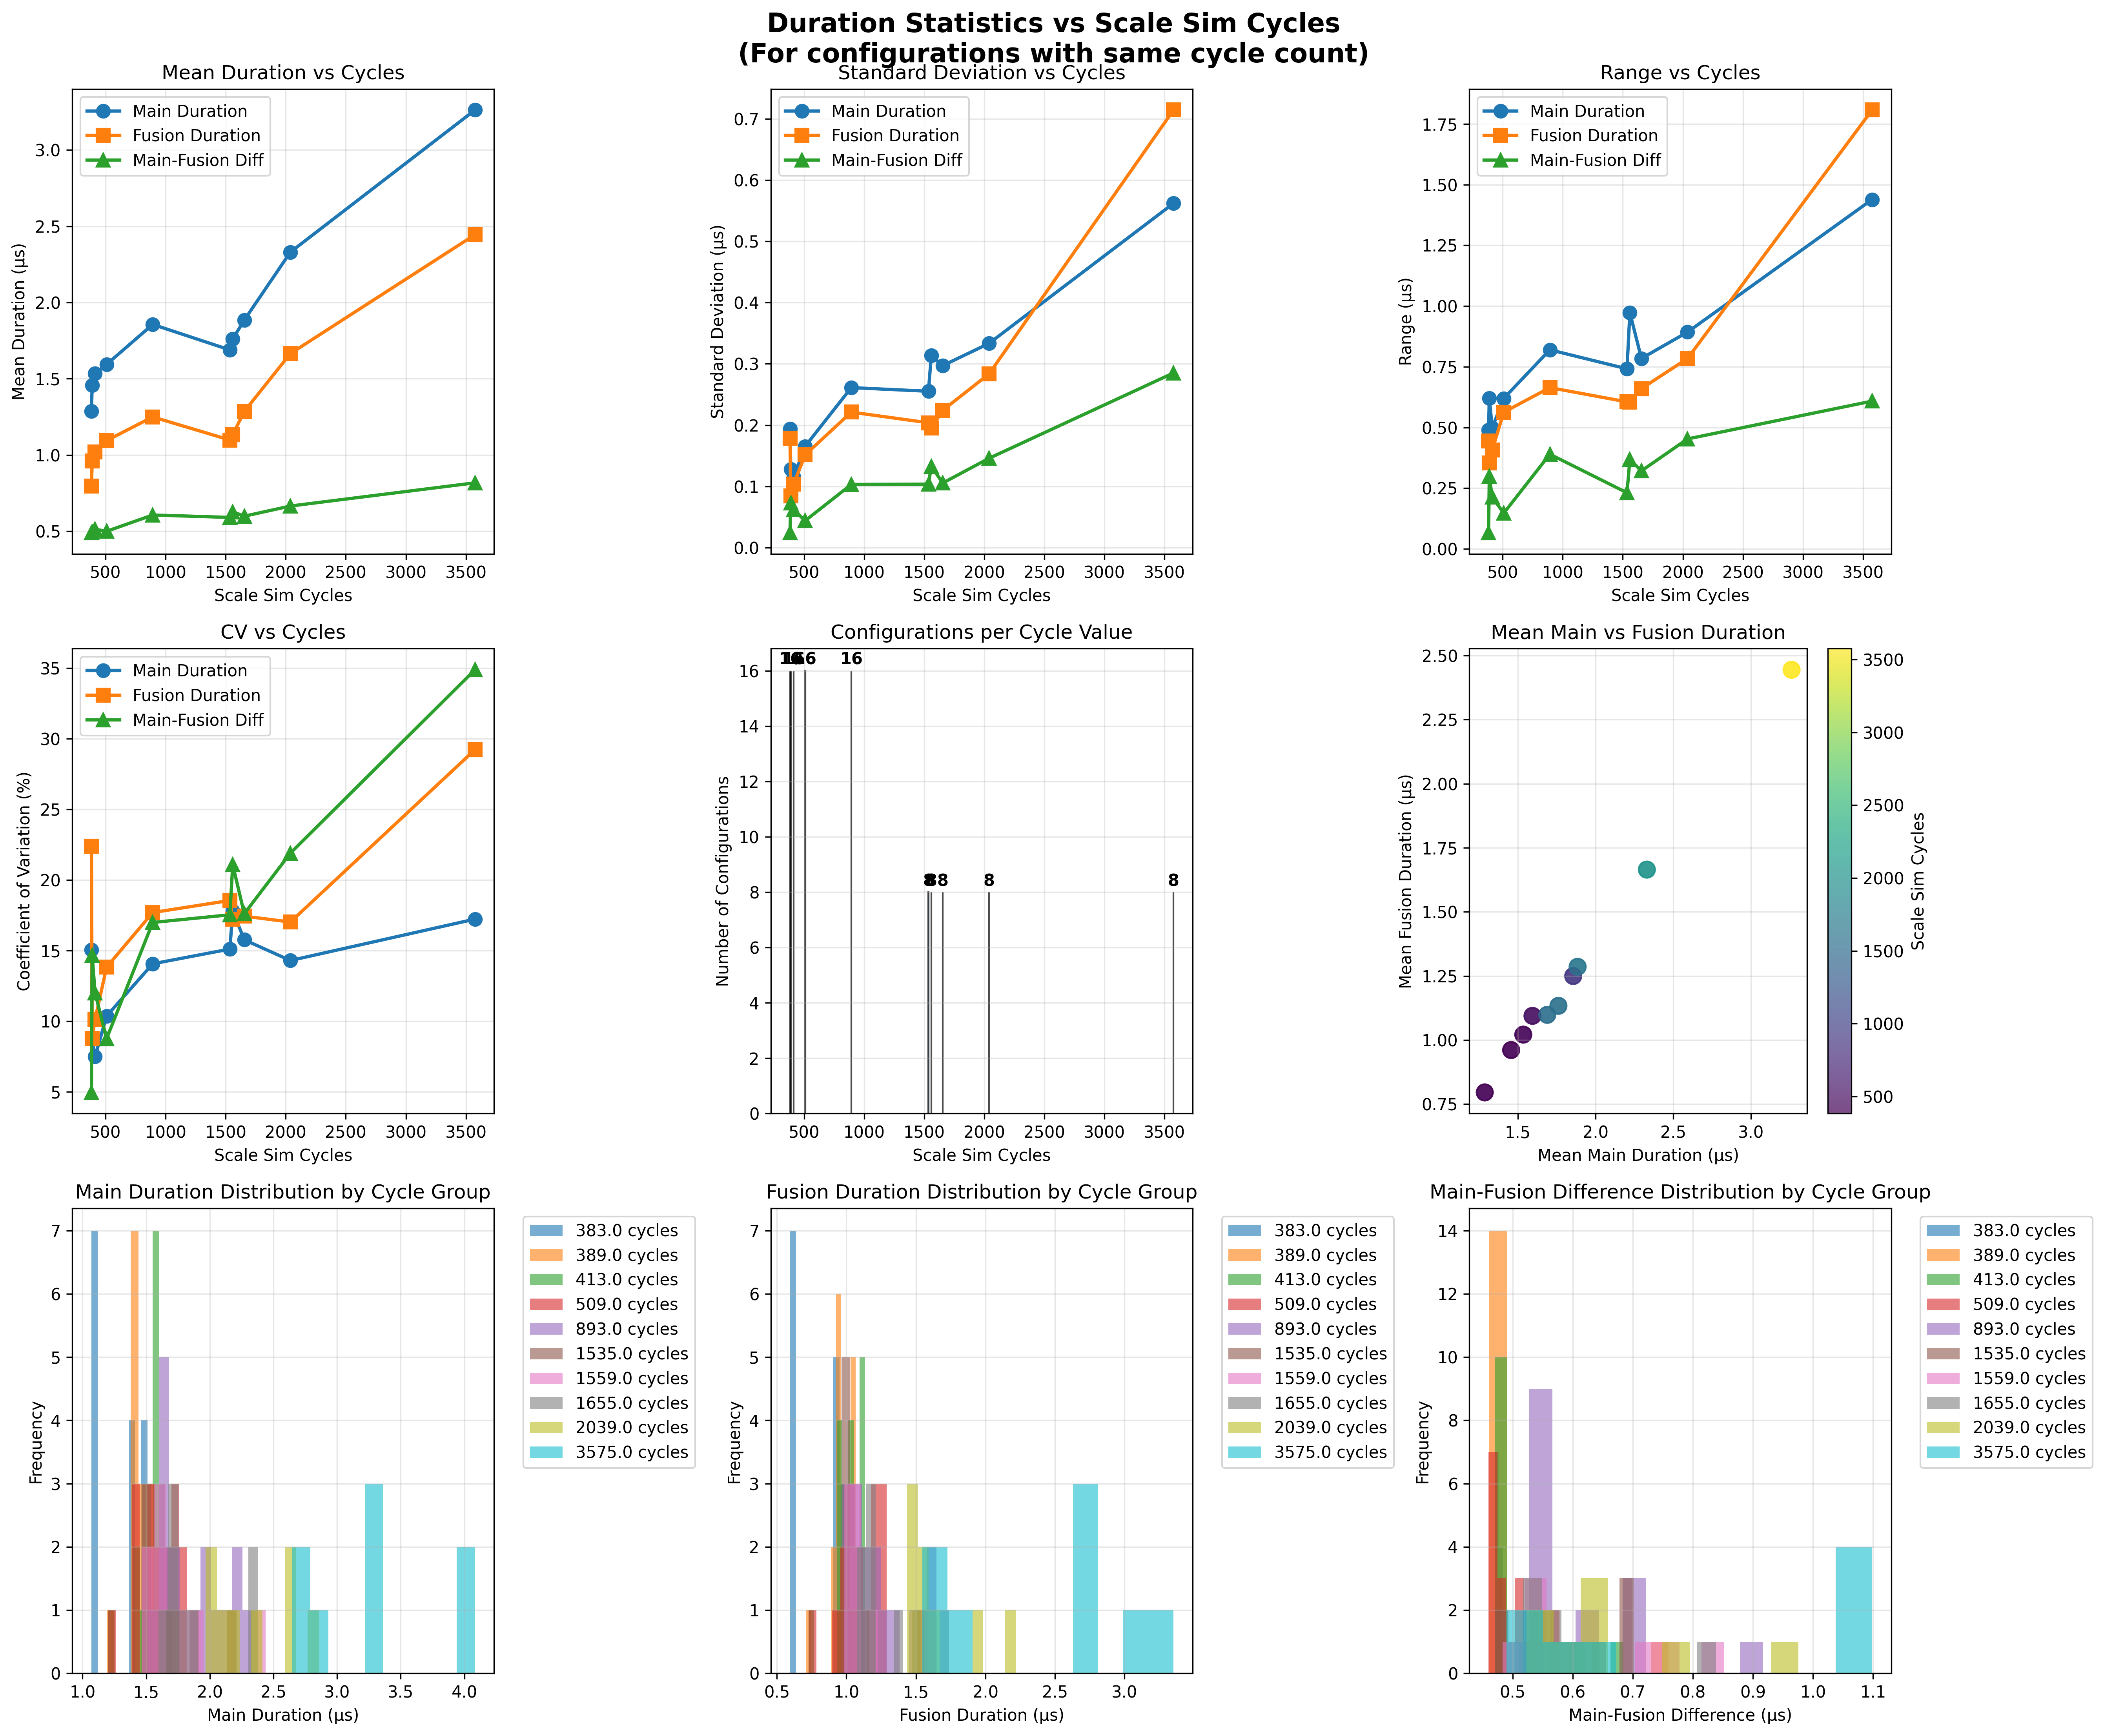 Duration Statistics vs Scale Sim Cycles
(For configurations with same cycle count)
Mean Duration vs Cycles
Main Duration
Fusion Duration
Main-Fusion Diff
3.0
2.5
2.0
1.5
1.0
0.5
Mean Duration (µs)
500 1000 1500 2000 2500 3000 3500
Scale Sim Cycles
Standard Deviation vs Cycles
Main Duration
Fusion Duration
Main-Fusion Diff
0.7
0.6
0.5
0.4
0.3
0.2
0.1
0.0
Standard Deviation (µs)
500 1000 1500 2000 2500 3000 3500
Scale Sim Cycles
Range vs Cycles
Main Duration
Fusion Duration
Main-Fusion Diff
1.75
1.50
1.25
1.00
0.75
0.50
0.25
0.00
Range (µs)
500 1000 1500 2000 2500 3000 3500
Scale Sim Cycles
CV vs Cycles
Main Duration
Fusion Duration
Main-Fusion Diff
35
30
25
20
15
10
5
Coefficient of Variation (%)
500 1000 1500 2000 2500 3000 3500
Scale Sim Cycles
Configurations per Cycle Value
16
8 8 8
16
14
12
10
8
6
4
2
0
Number of Configurations
500 1000 1500 2000 2500 3000 3500
Scale Sim Cycles
Mean Main vs Fusion Duration
2.50
2.25
2.00
1.75
1.50
1.25
1.00
0.75
Mean Fusion Duration (µs)
1.5 2.0 2.5 3.0
Mean Main Duration (µs)
3500
3000
2500
2000
1500
1000
500
Scale Sim Cycles
Main Duration Distribution by Cycle Group
7
6
5
4
3
2
1
0
Frequency
1.0 1.5 2.0 2.5 3.0 3.5 4.0
Main Duration (µs)
383.0 cycles
389.0 cycles
413.0 cycles
509.0 cycles
893.0 cycles
1535.0 cycles
1559.0 cycles
1655.0 cycles
2039.0 cycles
3575.0 cycles
Fusion Duration Distribution by Cycle Group
7
6
5
4
3
2
1
0
Frequency
0.5 1.0 1.5 2.0 2.5 3.0
Fusion Duration (µs)
383.0 cycles
389.0 cycles
413.0 cycles
509.0 cycles
893.0 cycles
1535.0 cycles
1559.0 cycles
1655.0 cycles
2039.0 cycles
3575.0 cycles
Main-Fusion Difference Distribution by Cycle Group
14
12
10
8
6
4
2
0
Frequency
0.5 0.6 0.7 0.8 0.9 1.0 1.1
Main-Fusion Difference (µs)
383.0 cycles
389.0 cycles
413.0 cycles
509.0 cycles
893.0 cycles
1535.0 cycles
1559.0 cycles
1655.0 cycles
2039.0 cycles
3575.0 cycles